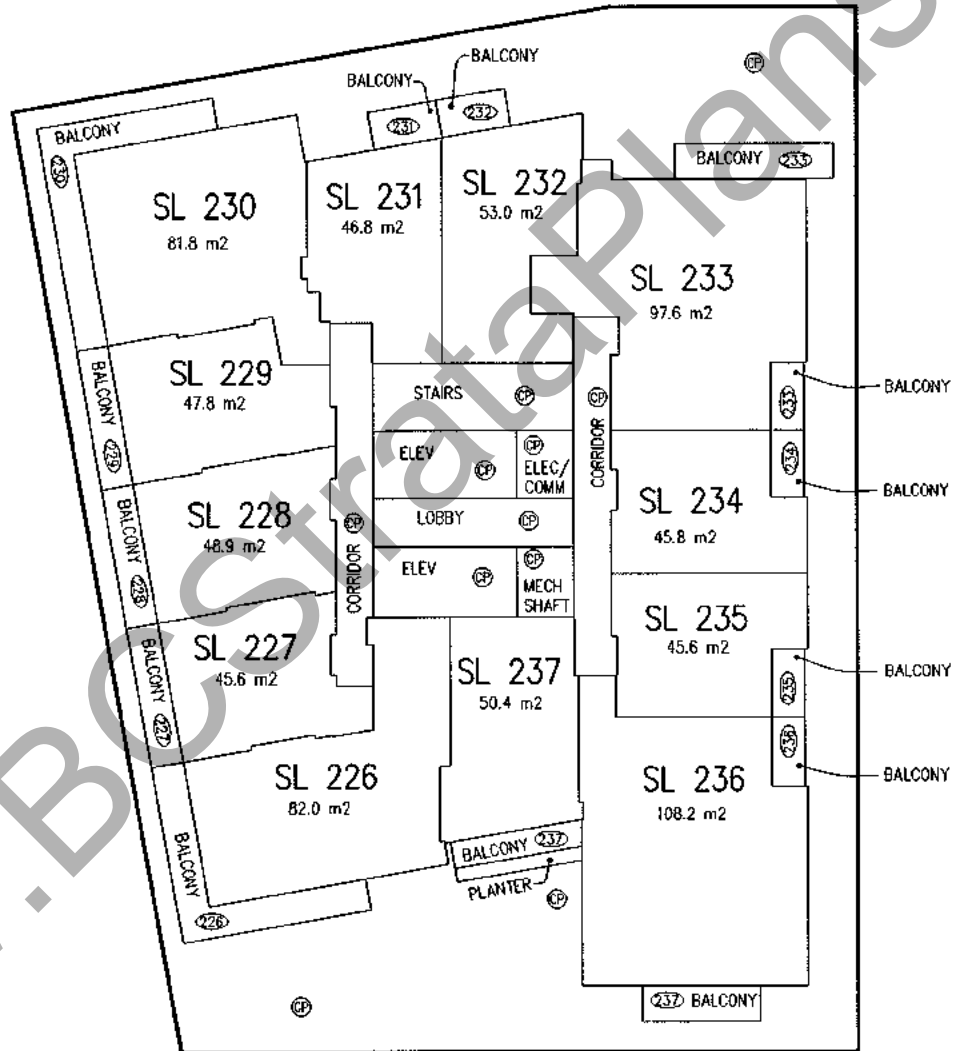 BALCONY
BALCONY
BALCONY
CP
231
232
230
BALCONY 233
SL 230
81.8 m2
SL 231
46.8 m2
SL 232
53.0 m2
SL 233
97.6 m2
SL 229
47.8 m2
BALCONY
229
STAIRS
CP
CP
CORRIDOR
233
BALCONY
234
BALCONY
ELEV
CP
CP
ELEC/
COMM
SL 228
48.9 m2
BALCONY
228
LOBBY
CP
CP
CORRIDOR
SL 234
45.8 m2
ELEV
CP
CP
MECH
SHAFT
SL 227
45.6 m2
BALCONY
227
SL 237
50.4 m2
SL 235
45.6 m2
235
BALCONY
236
BALCONY
SL 226
82.0 m2
SL 236
108.2 m2
BALCONY
226
BALCONY 237
PLANTER
CP
CP
237 BALCONY
.BCStrataPlans